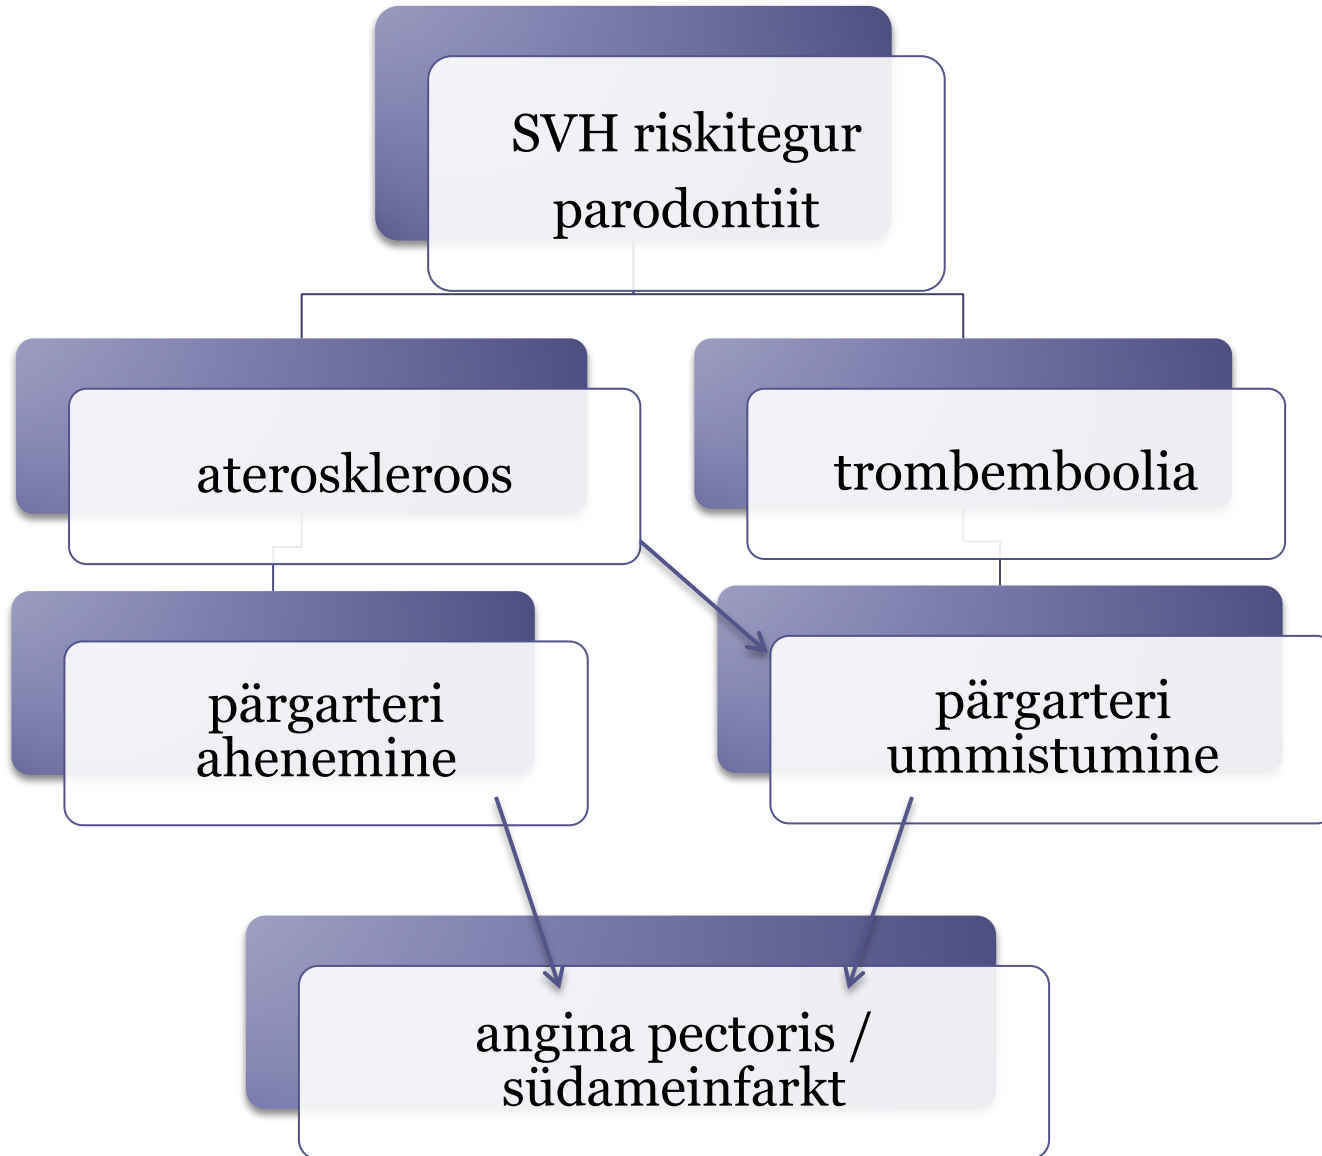 SVH riskitegur
parodontiit
ateroskleroos
trombemboolia
pärgarteri
ahenemine
pärgarteri
ummistumine
angina pectoris /
südameinfarkt